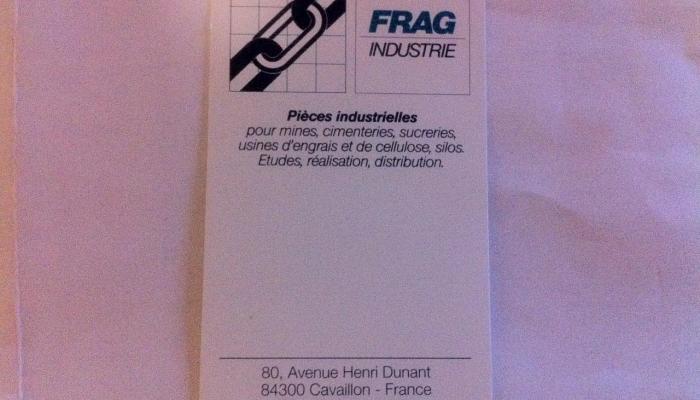 FRAG
INDUSTRIE
Pièces industrielles
pour mines, cimenteries, sucreries,
usines d'engrais et de cellulose, silos.
Etudes, réalisation, distribution.
80, Avenue Henri Dunant
84300 Cavaillon - France